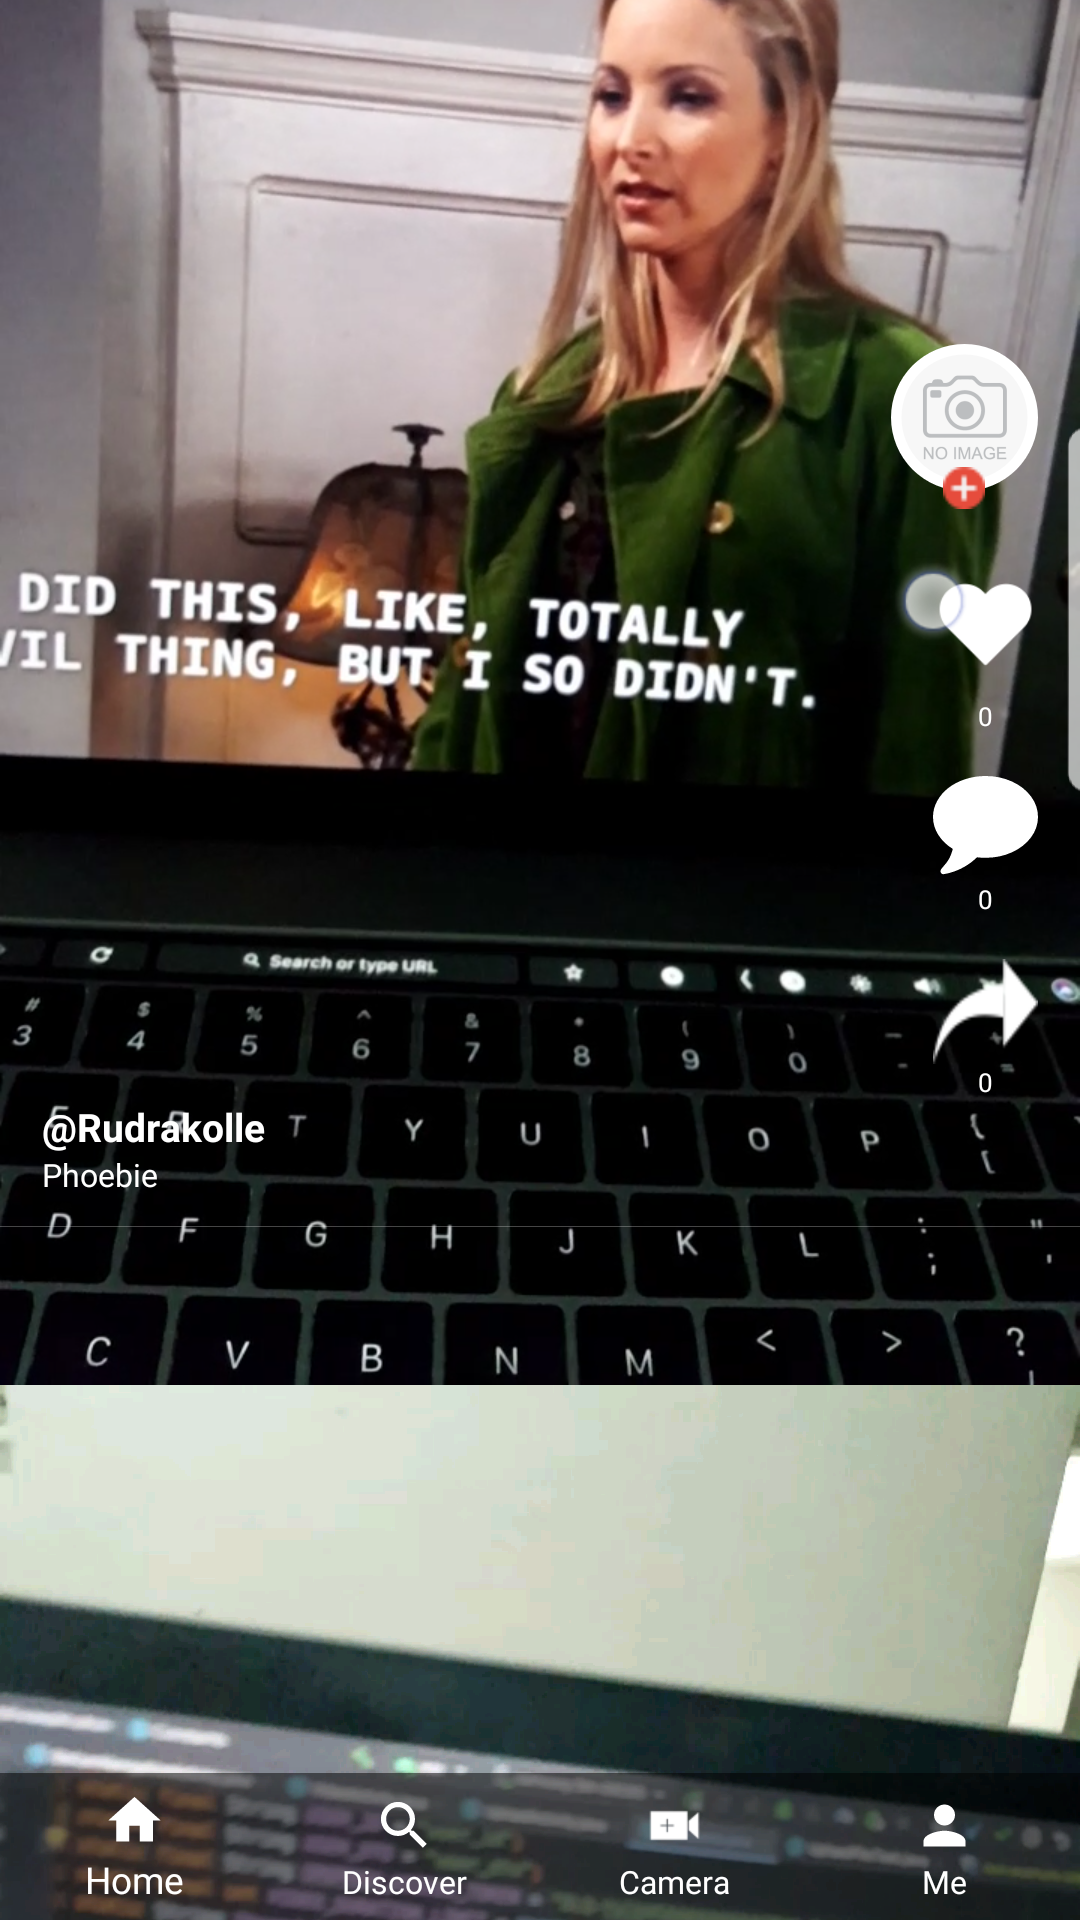 NO IMAGE
DID THIS, LIKE, TOTALLY
VIL THING, BUT I SO DIDN'T.
0
0
Search or type URL
# $ % ^ & * ( ) — +
3 4 5 6 7 8 9 0 - =
0
E R T Y U I O P { [
@Rudrakolle
Phoebie
D F G H J K L : ; " '
C V B N M < > ?
Home Discover Camera Me